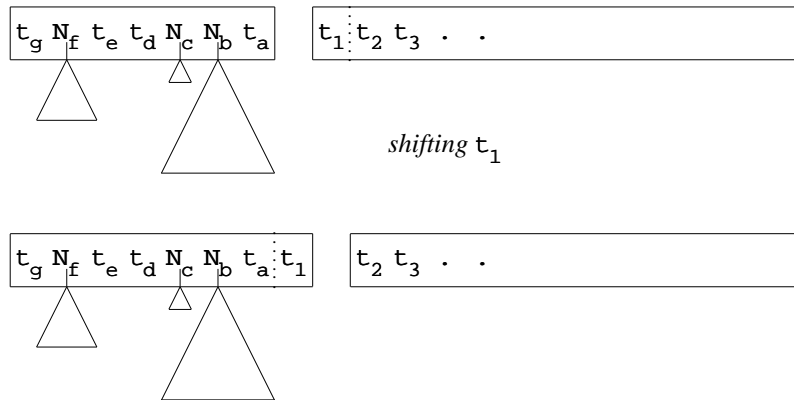 t_g N_f t_e t_d N_c N_b t_a t_1 t_2 t_3 . .
shifting t_1
t_g N_f t_e t_d N_c N_b t_a t_1 t_2 t_3 . .